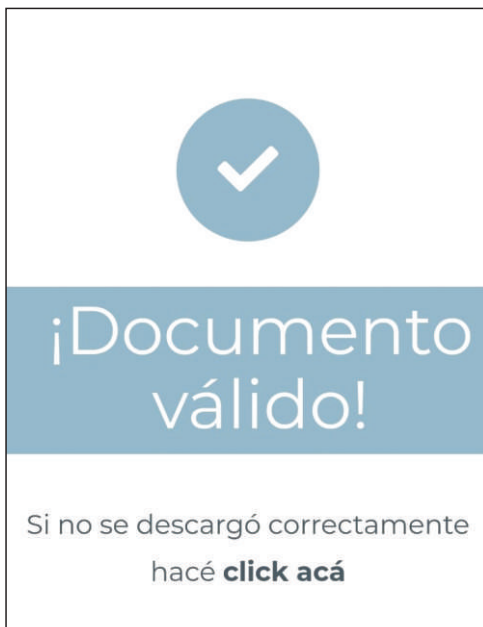 ¡Documento
válido!
Si no se descargó correctamente
hacé click acá